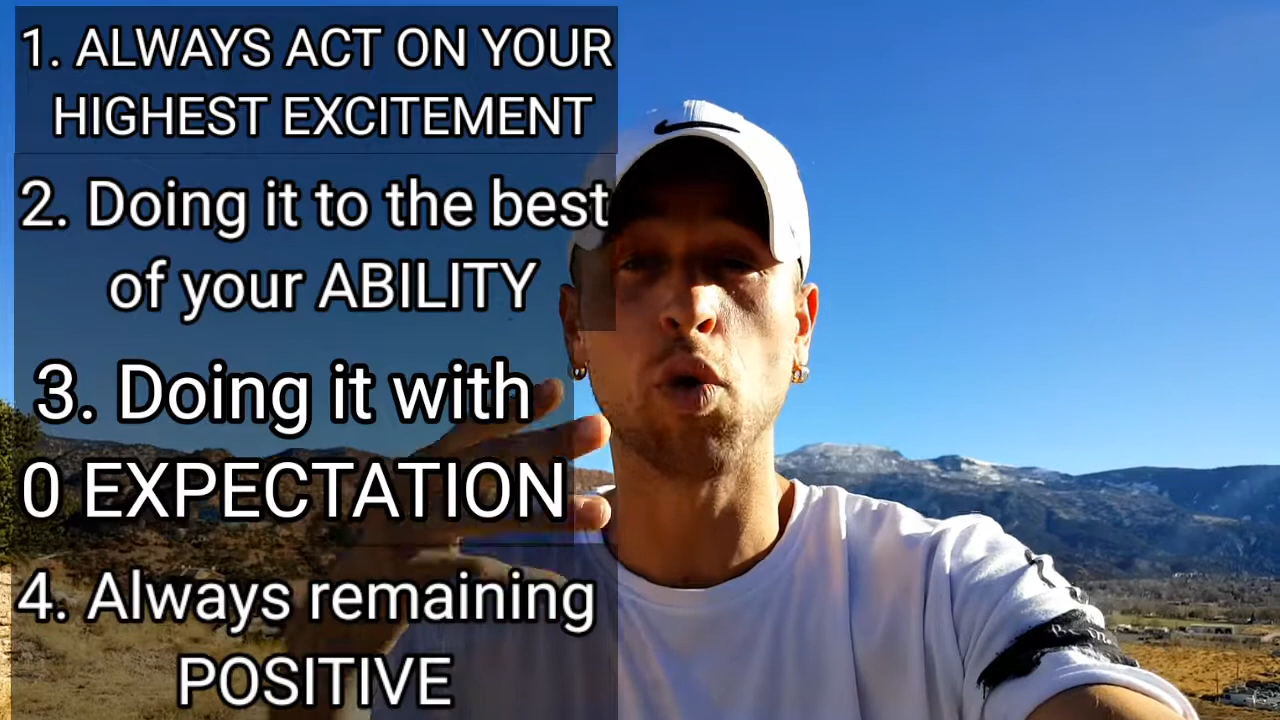 1. ALWAYS ACT ON YOUR
HIGHEST EXCITEMENT
2. Doing it to the best
of your ABILITY
3. Doing it with
0 EXPECTATION
4. Always remaining
POSITIVE